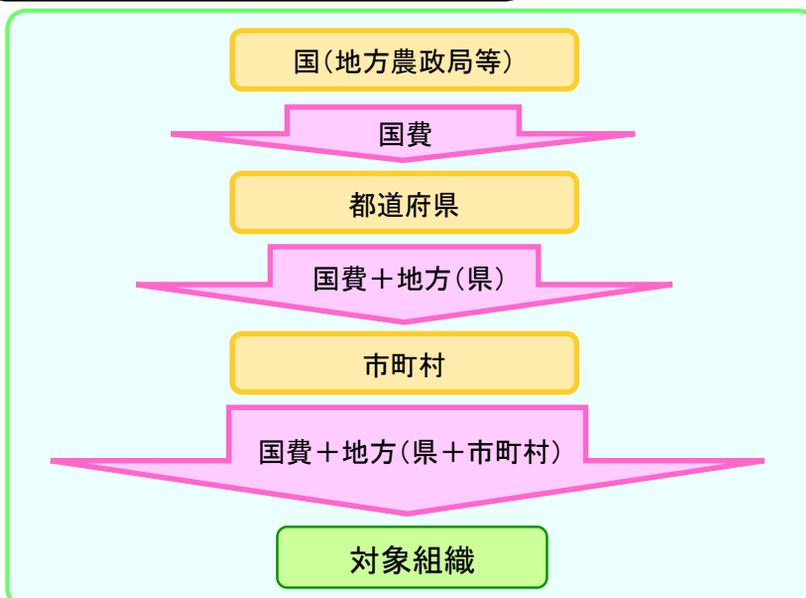 国（地方農政局等）
国費
都道府県
国費＋地方（県）
市町村
国費＋地方（県＋市町村）
対象組織